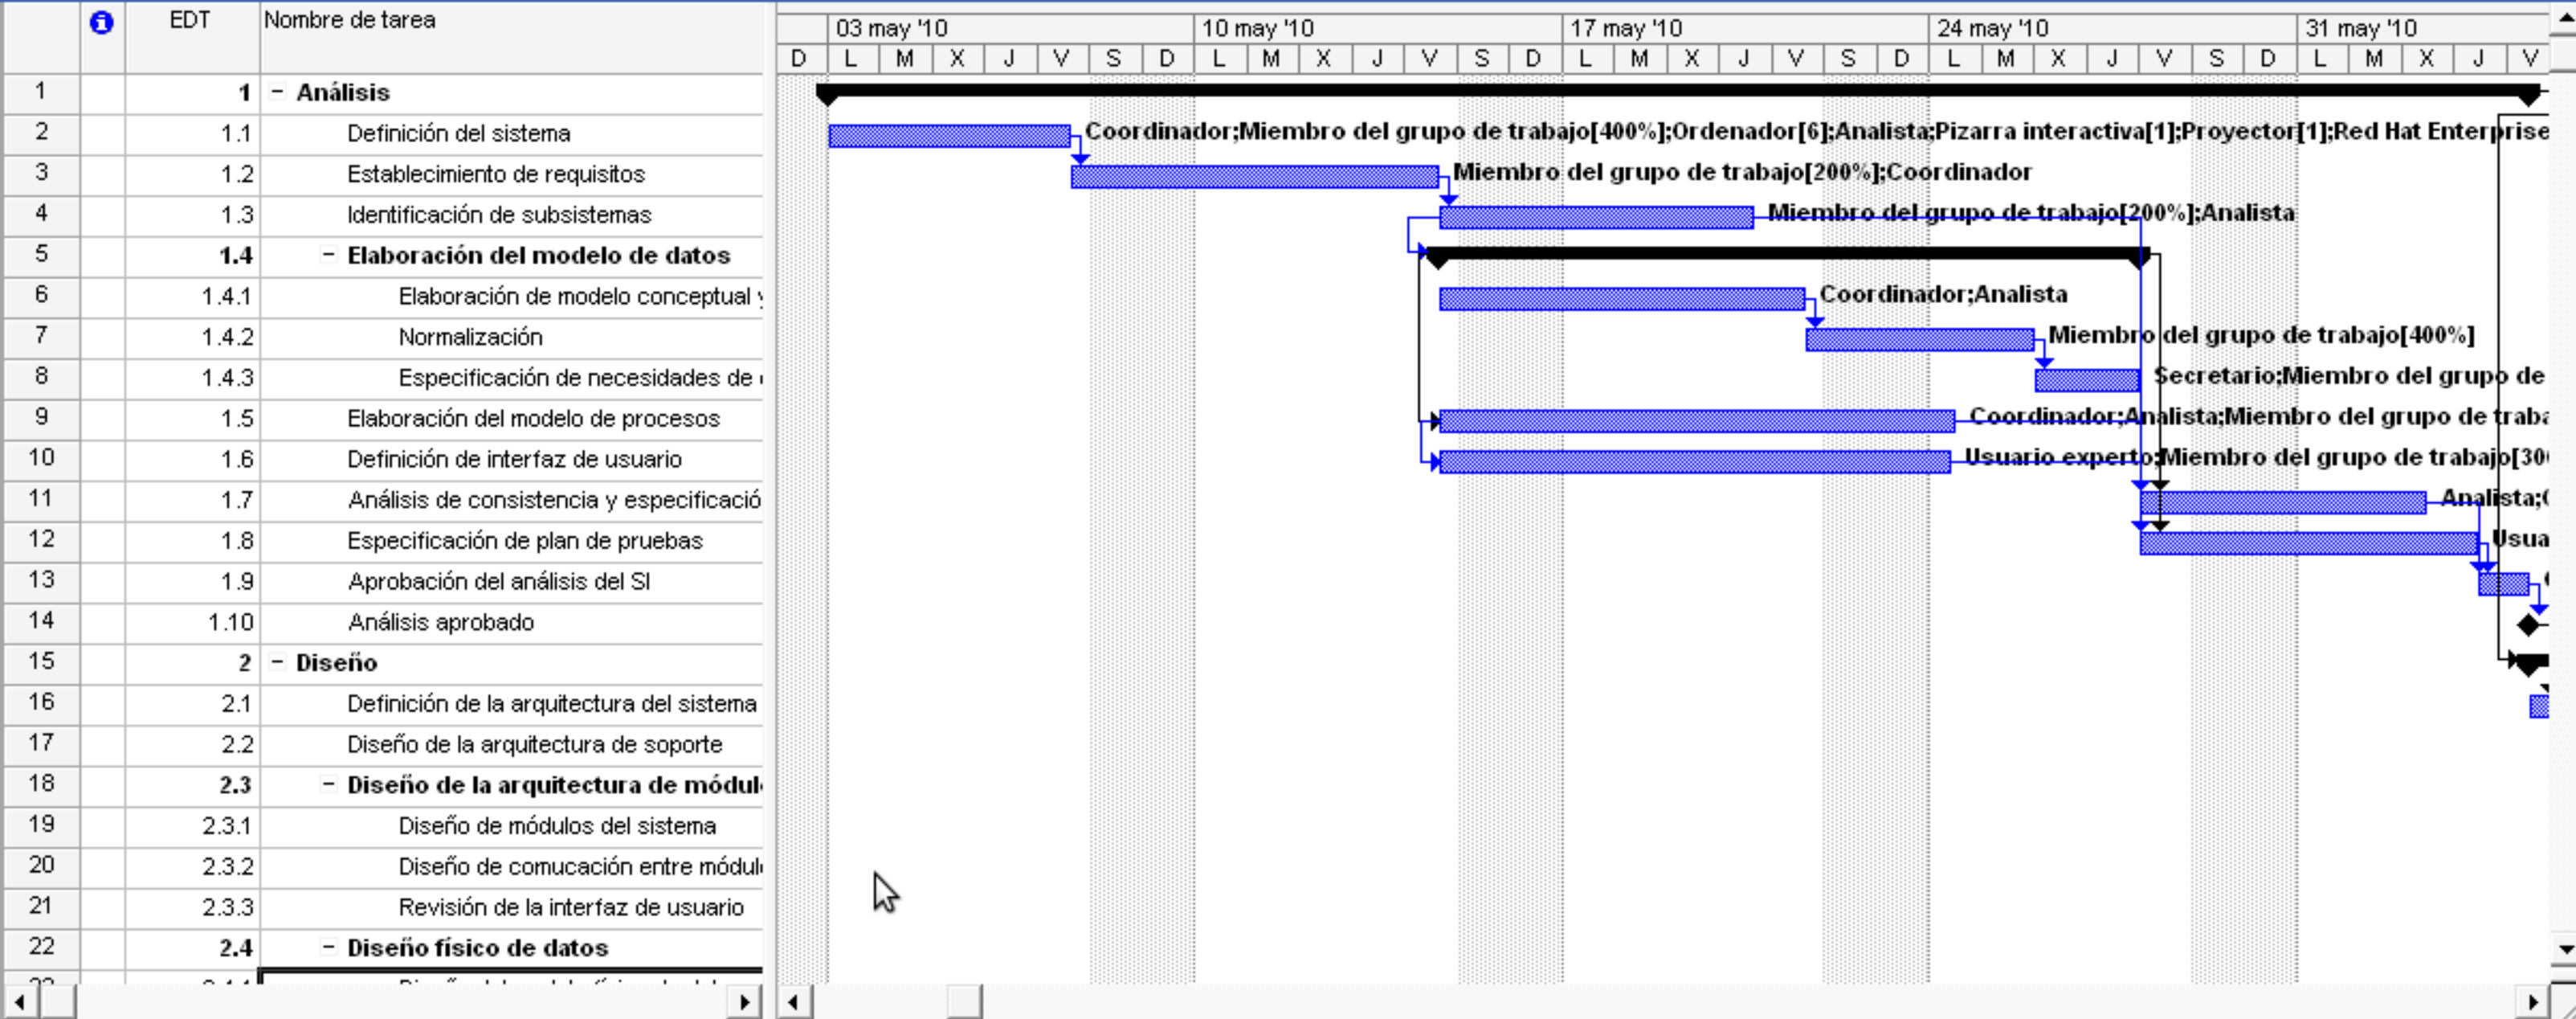 EDT Nombre de tarea 03 may '10 10 may '10 17 may '10 24 may '10 31 may '10
D L M X J V S D L M X J V S D L M X J V S D L M X J V S D L M X J V
1 1 Análisis
2 1.1 Definición del sistema Coordinador;Miembro del grupo de trabajo[400%];Ordenador[6];Analista;Pizarra interactiva[1];Proyector[1];Red Hat Enterprise
3 1.2 Establecimiento de requisitos Miembro del grupo de trabajo[200%];Coordinador
4 1.3 Identificación de subsistemas Miembro del grupo de trabajo[200%];Analista
5 1.4 Elaboración del modelo de datos
6 1.4.1 Elaboración de modelo conceptual y Coordinador;Analista
7 1.4.2 Normalización Miembro del grupo de trabajo[400%]
8 1.4.3 Especificación de necesidades de Secretario;Miembro del grupo de
9 1.5 Elaboración del modelo de procesos Coordinador;Analista;Miembro del grupo de traba
10 1.6 Definición de interfaz de usuario Usuario experto;Miembro del grupo de trabajo[30
11 1.7 Análisis de consistencia y especificació Analista;
12 1.8 Especificación de plan de pruebas Usua
13 1.9 Aprobación del análisis del SI
14 1.10 Análisis aprobado
15 2 Diseño
16 2.1 Definición de la arquitectura del sistema
17 2.2 Diseño de la arquitectura de soporte
18 2.3 Diseño de la arquitectura de módul
19 2.3.1 Diseño de módulos del sistema
20 2.3.2 Diseño de comucación entre módul
21 2.3.3 Revisión de la interfaz de usuario
22 2.4 Diseño físico de datos